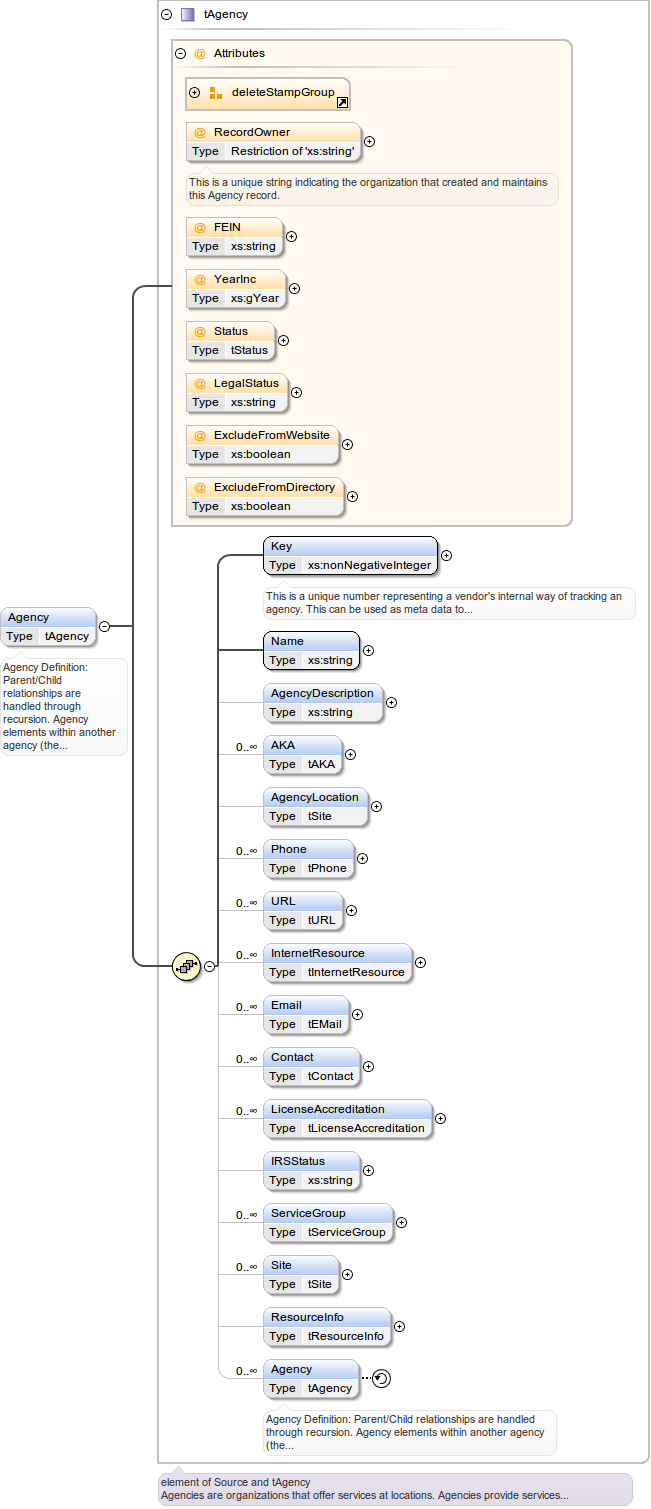 tAgency
@ Attributes
deleteStampGroup
@ RecordOwner
Type Restriction of 'xs:string'
This is a unique string indicating the organization that created and maintains
this Agency record.
@ FEIN
Type xs:string
@ YearInc
Type xs:gYear
@ Status
Type tStatus
@ LegalStatus
Type xs:string
@ ExcludeFromWebsite
Type xs:boolean
@ ExcludeFromDirectory
Type xs:boolean
Agency
Type tAgency
Agency Definition:
Parent/Child
relationships are
handled through
recursion. Agency
elements within another
agency (the...
Key
Type xs:nonNegativeInteger
This is a unique number representing a vendor's internal way of tracking an
agency. This can be used as meta data to...
Name
Type xs:string
AgencyDescription
Type xs:string
0..∞ AKA
Type tAKA
AgencyLocation
Type tSite
0..∞ Phone
Type tPhone
0..∞ URL
Type tURL
0..∞ InternetResource
Type tInternetResource
0..∞ Email
Type tEMail
0..∞ Contact
Type tContact
0..∞ LicenseAccreditation
Type tLicenseAccreditation
IRSStatus
Type xs:string
0..∞ ServiceGroup
Type tServiceGroup
0..∞ Site
Type tSite
ResourceInfo
Type tResourceInfo
0..∞ Agency
Type tAgency
Agency Definition: Parent/Child relationships are handled
through recursion. Agency elements within another agency
(the...
element of Source and tAgency
Agencies are organizations that offer services at locations. Agencies provide services...